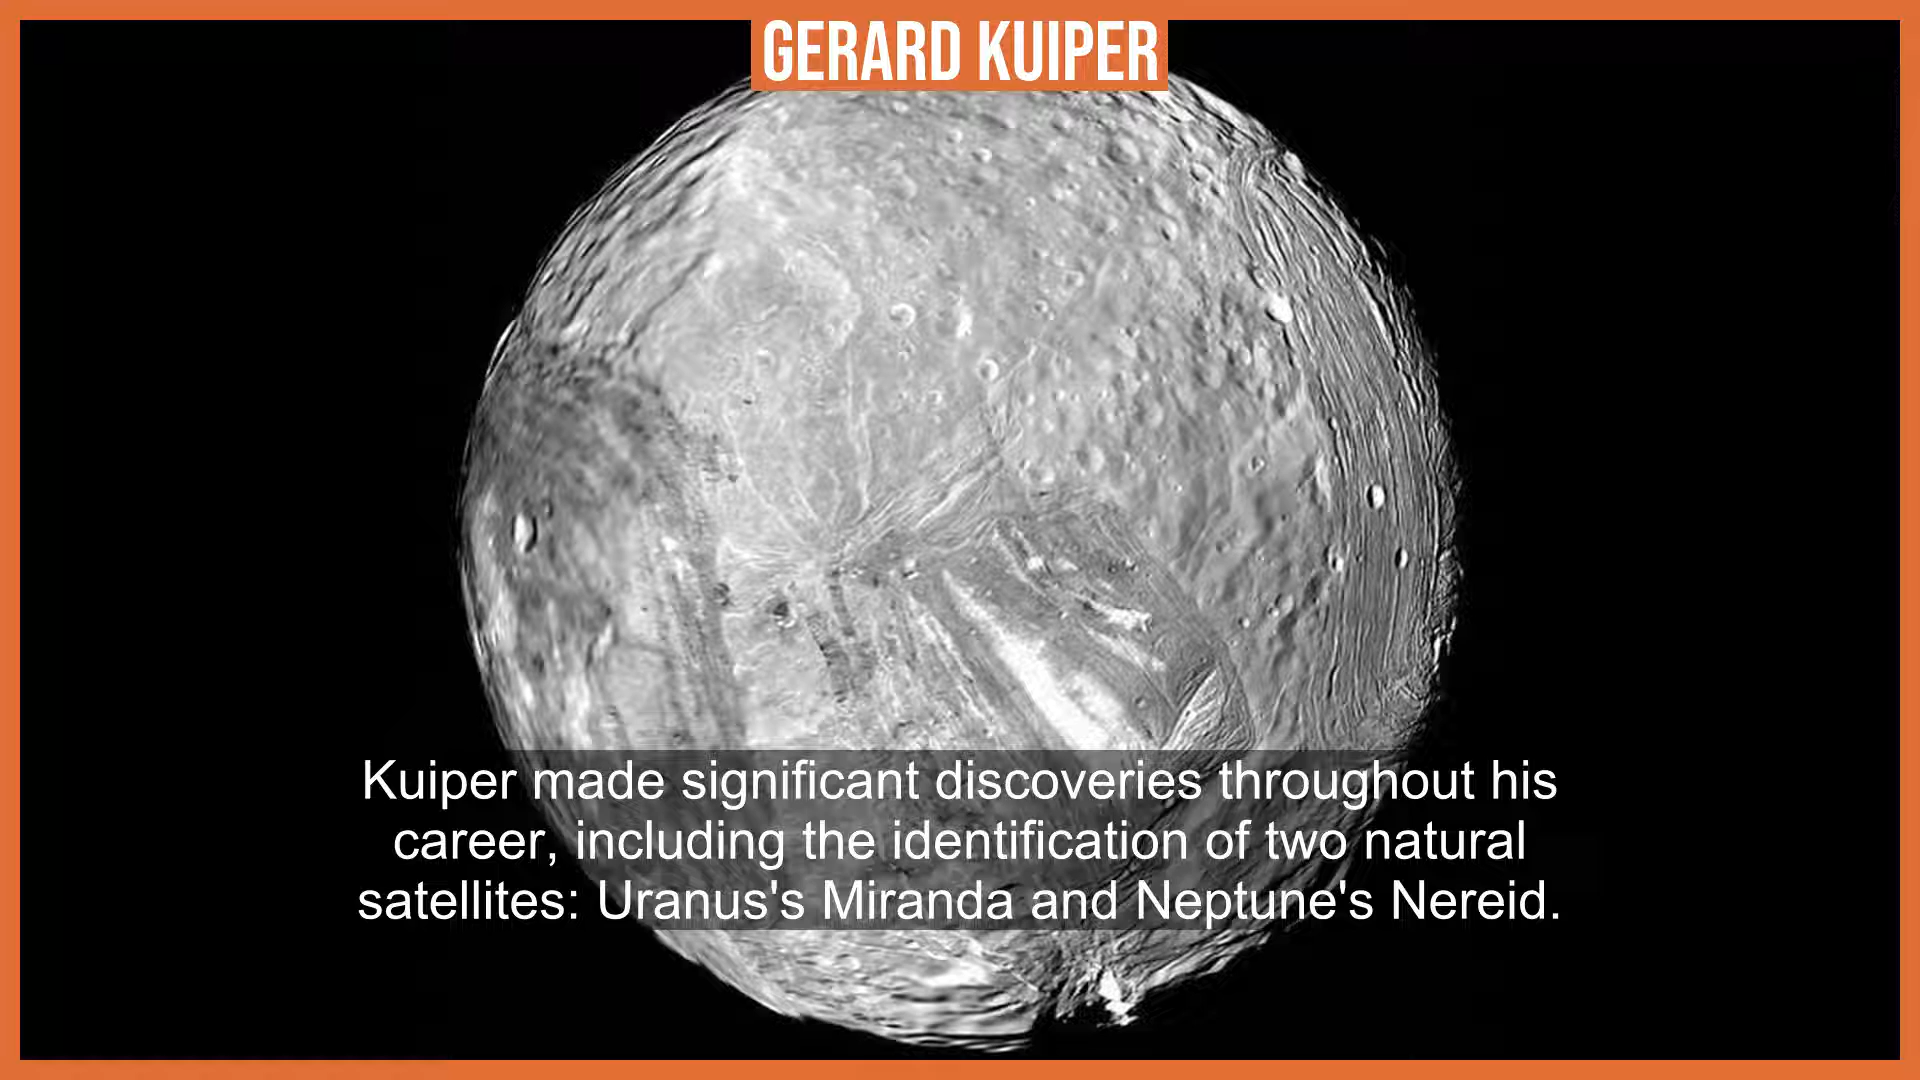 GERARD KUIPER
Kuiper made significant discoveries throughout his
career, including the identification of two natural
satellites: Uranus's Miranda and Neptune's Nereid.